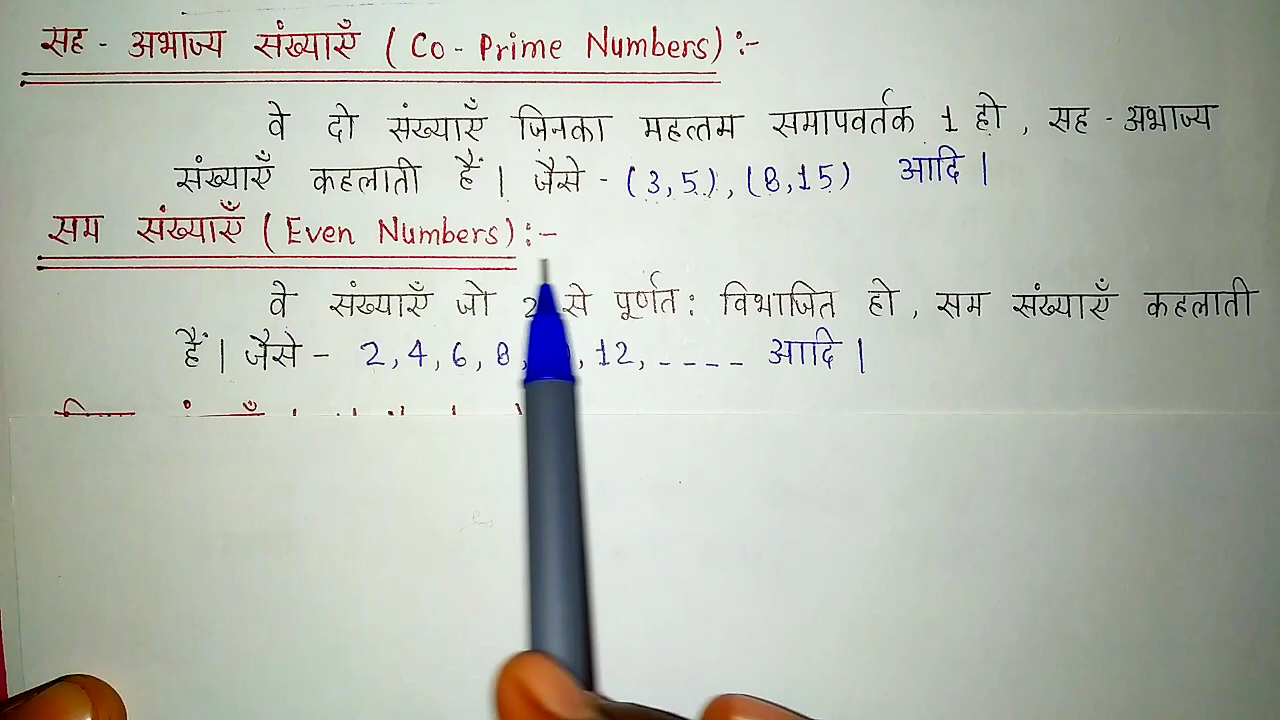 सह - अभाज्य संख्याएँ ( Co - Prime Numbers) :-
वे दो संख्याएँ जिनका महत्तम समापवर्तक 1 हो , सह - अभाज्य
संख्याएँ कहलाती हैं | जैसे - ( 3 , 5 ) , ( 8 , 15 ) आदि |
सम संख्याएँ ( Even Numbers) :-
वे संख्याएँ जो 2 से पूर्णत: विभाजित हो , सम संख्याएँ कहलाती
हैं | जैसे - 2 , 4 , 6 , 8 , , 12 , - - - - आदि |